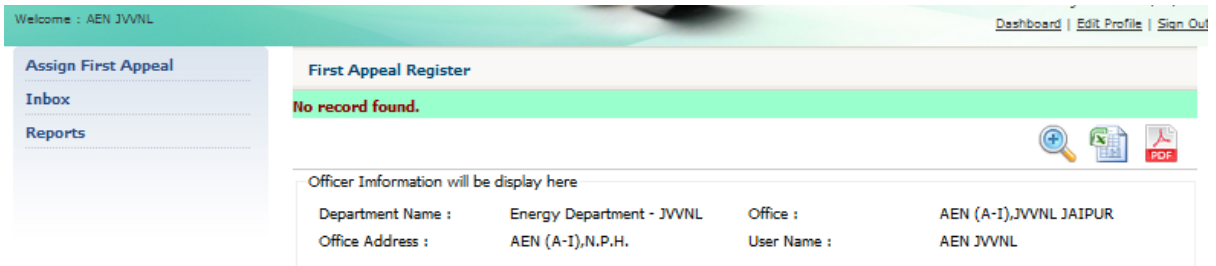 Welcome : AEN JVVNL
Dashboard | Edit Profile | Sign Out
Assign First Appeal
Inbox
Reports
First Appeal Register
No record found.
PDF
Officer Imformation will be display here
Department Name : Energy Department - JVVNL Office : AEN (A-I),JVVNL JAIPUR
Office Address : AEN (A-I),N.P.H. User Name : AEN JVVNL